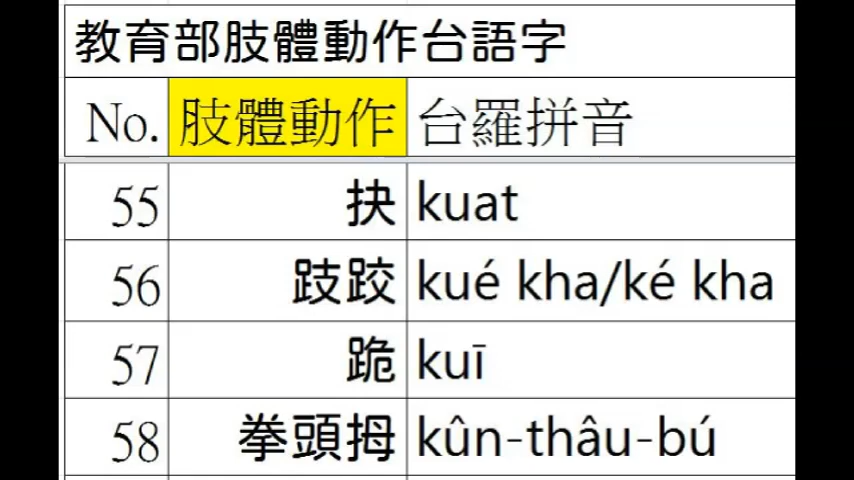 教育部肢體動作台語字
No. 肢體動作 台羅拼音
55 抉 kuat
56 跂跤 kué kha/ké kha
57 跪 kuī
58 拳頭拇 kûn-thâu-bú